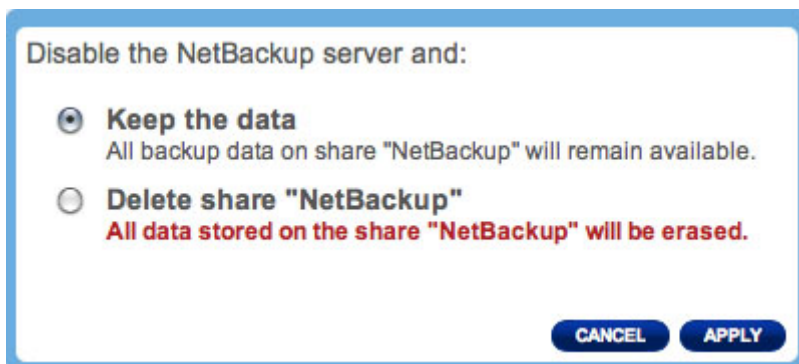 Disable the NetBackup server and:
Keep the data
All backup data on share "NetBackup" will remain available.
Delete share "NetBackup"
All data stored on the share "NetBackup" will be erased.
CANCEL APPLY